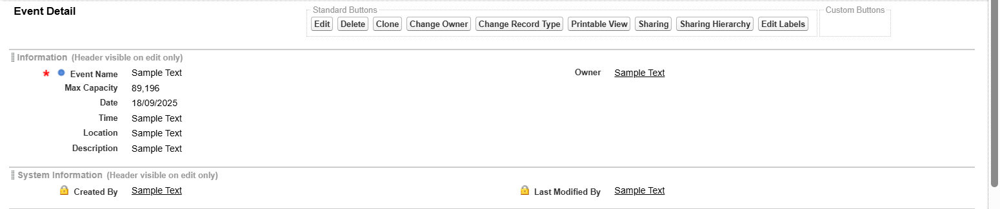 Event Detail
Standard Buttons
Custom Buttons
Edit Delete Clone Change Owner Change Record Type Printable View Sharing Sharing Hierarchy Edit Labels
Information (Header visible on edit only)
* Event Name Sample Text Owner Sample Text
Max Capacity 89,196
Date 18/09/2025
Time Sample Text
Location Sample Text
Description Sample Text
System Information (Header visible on edit only)
Created By Sample Text Last Modified By Sample Text